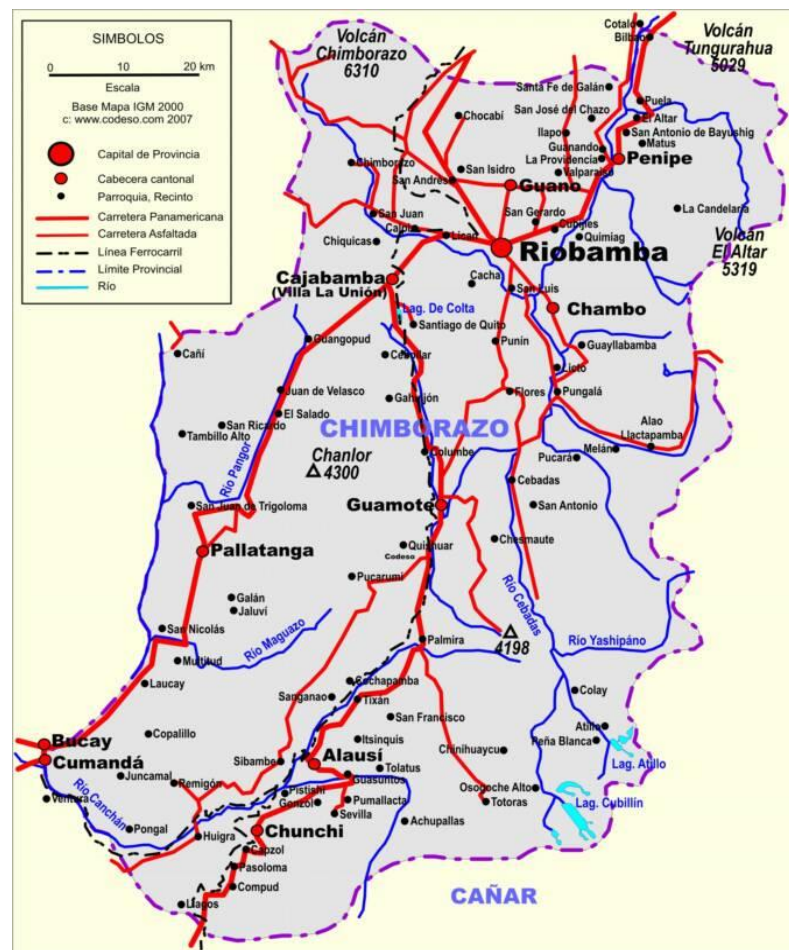 SIMBOLOS
0 10 20 km
Escala
Base Mapa IGM 2000
c: www.codeso.com 2007
Capital de Provincia
Cabecera cantonal
Parroquia, Recinto
Carretera Panamericana
Carretera Asfaltada
Línea Ferrocarril
Límite Provincial
Río
Volcán
Chimborazo
6310
Cotaló
Bilbao
Volcán
Tungurahua
5029
Santa Fe de Galán
Puela
Chocabí
San José del Chazo
El Altar
Ilapo
San Antonio de Bayushig
Guanando
Matus
La Providencia
Penipe
Chimborazo
San Isidro
Valparaiso
San Andrés
Guano
San Juan
San Gerardo
La Candelaria
Calpi
Licán
Cubijíes
Quimiag
Chiquicas
Riobamba
Volcán
El Altar
5319
Cajabamba
(Villa La Unión)
Cacha
San Luis
Chambo
Lag. De Colta
Santiago de Quito
Guangopud
Punín
Guayllabamba
Cañí
Cebollar
Licto
Juan de Velasco
Gahuijón
Flores
Pungalá
El Salado
San Ricardo
Tambillo Alto
CHIMBORAZO
Alao
Llactapamba
Río Pangor
Chanlor
4300
Columbe
Melán
Pucará
Cebadas
San Juan de Trigoloma
Guamote
San Antonio
Pallatanga
Quishuar
Codeso
Chesmaute
Pucarumi
Galán
Jaluví
Río Cebadas
San Nicolás
Río Maguazo
Palmira
4198
Río Yashipáno
Multitud
Laucay
Cochapamba
Sanganao
Tixán
Colay
San Francisco
Atillo
Copalillo
Itsinquis
Peña Blanca
Bucay
Chinihuaycu
Cumandá
Sibambe
Alausí
Tolatus
Lag. Atillo
Juncamal
Remigón
Guasuntos
Osogoche Alto
Ventura
Río Canchán
Pistishi
Gonzol
Pumallacta
Totoras
Lag. Cubillín
Sevilla
Pongal
Huigra
Chunchi
Achupallas
Capzol
Pasoloma
Compud
Llagos
CAÑAR